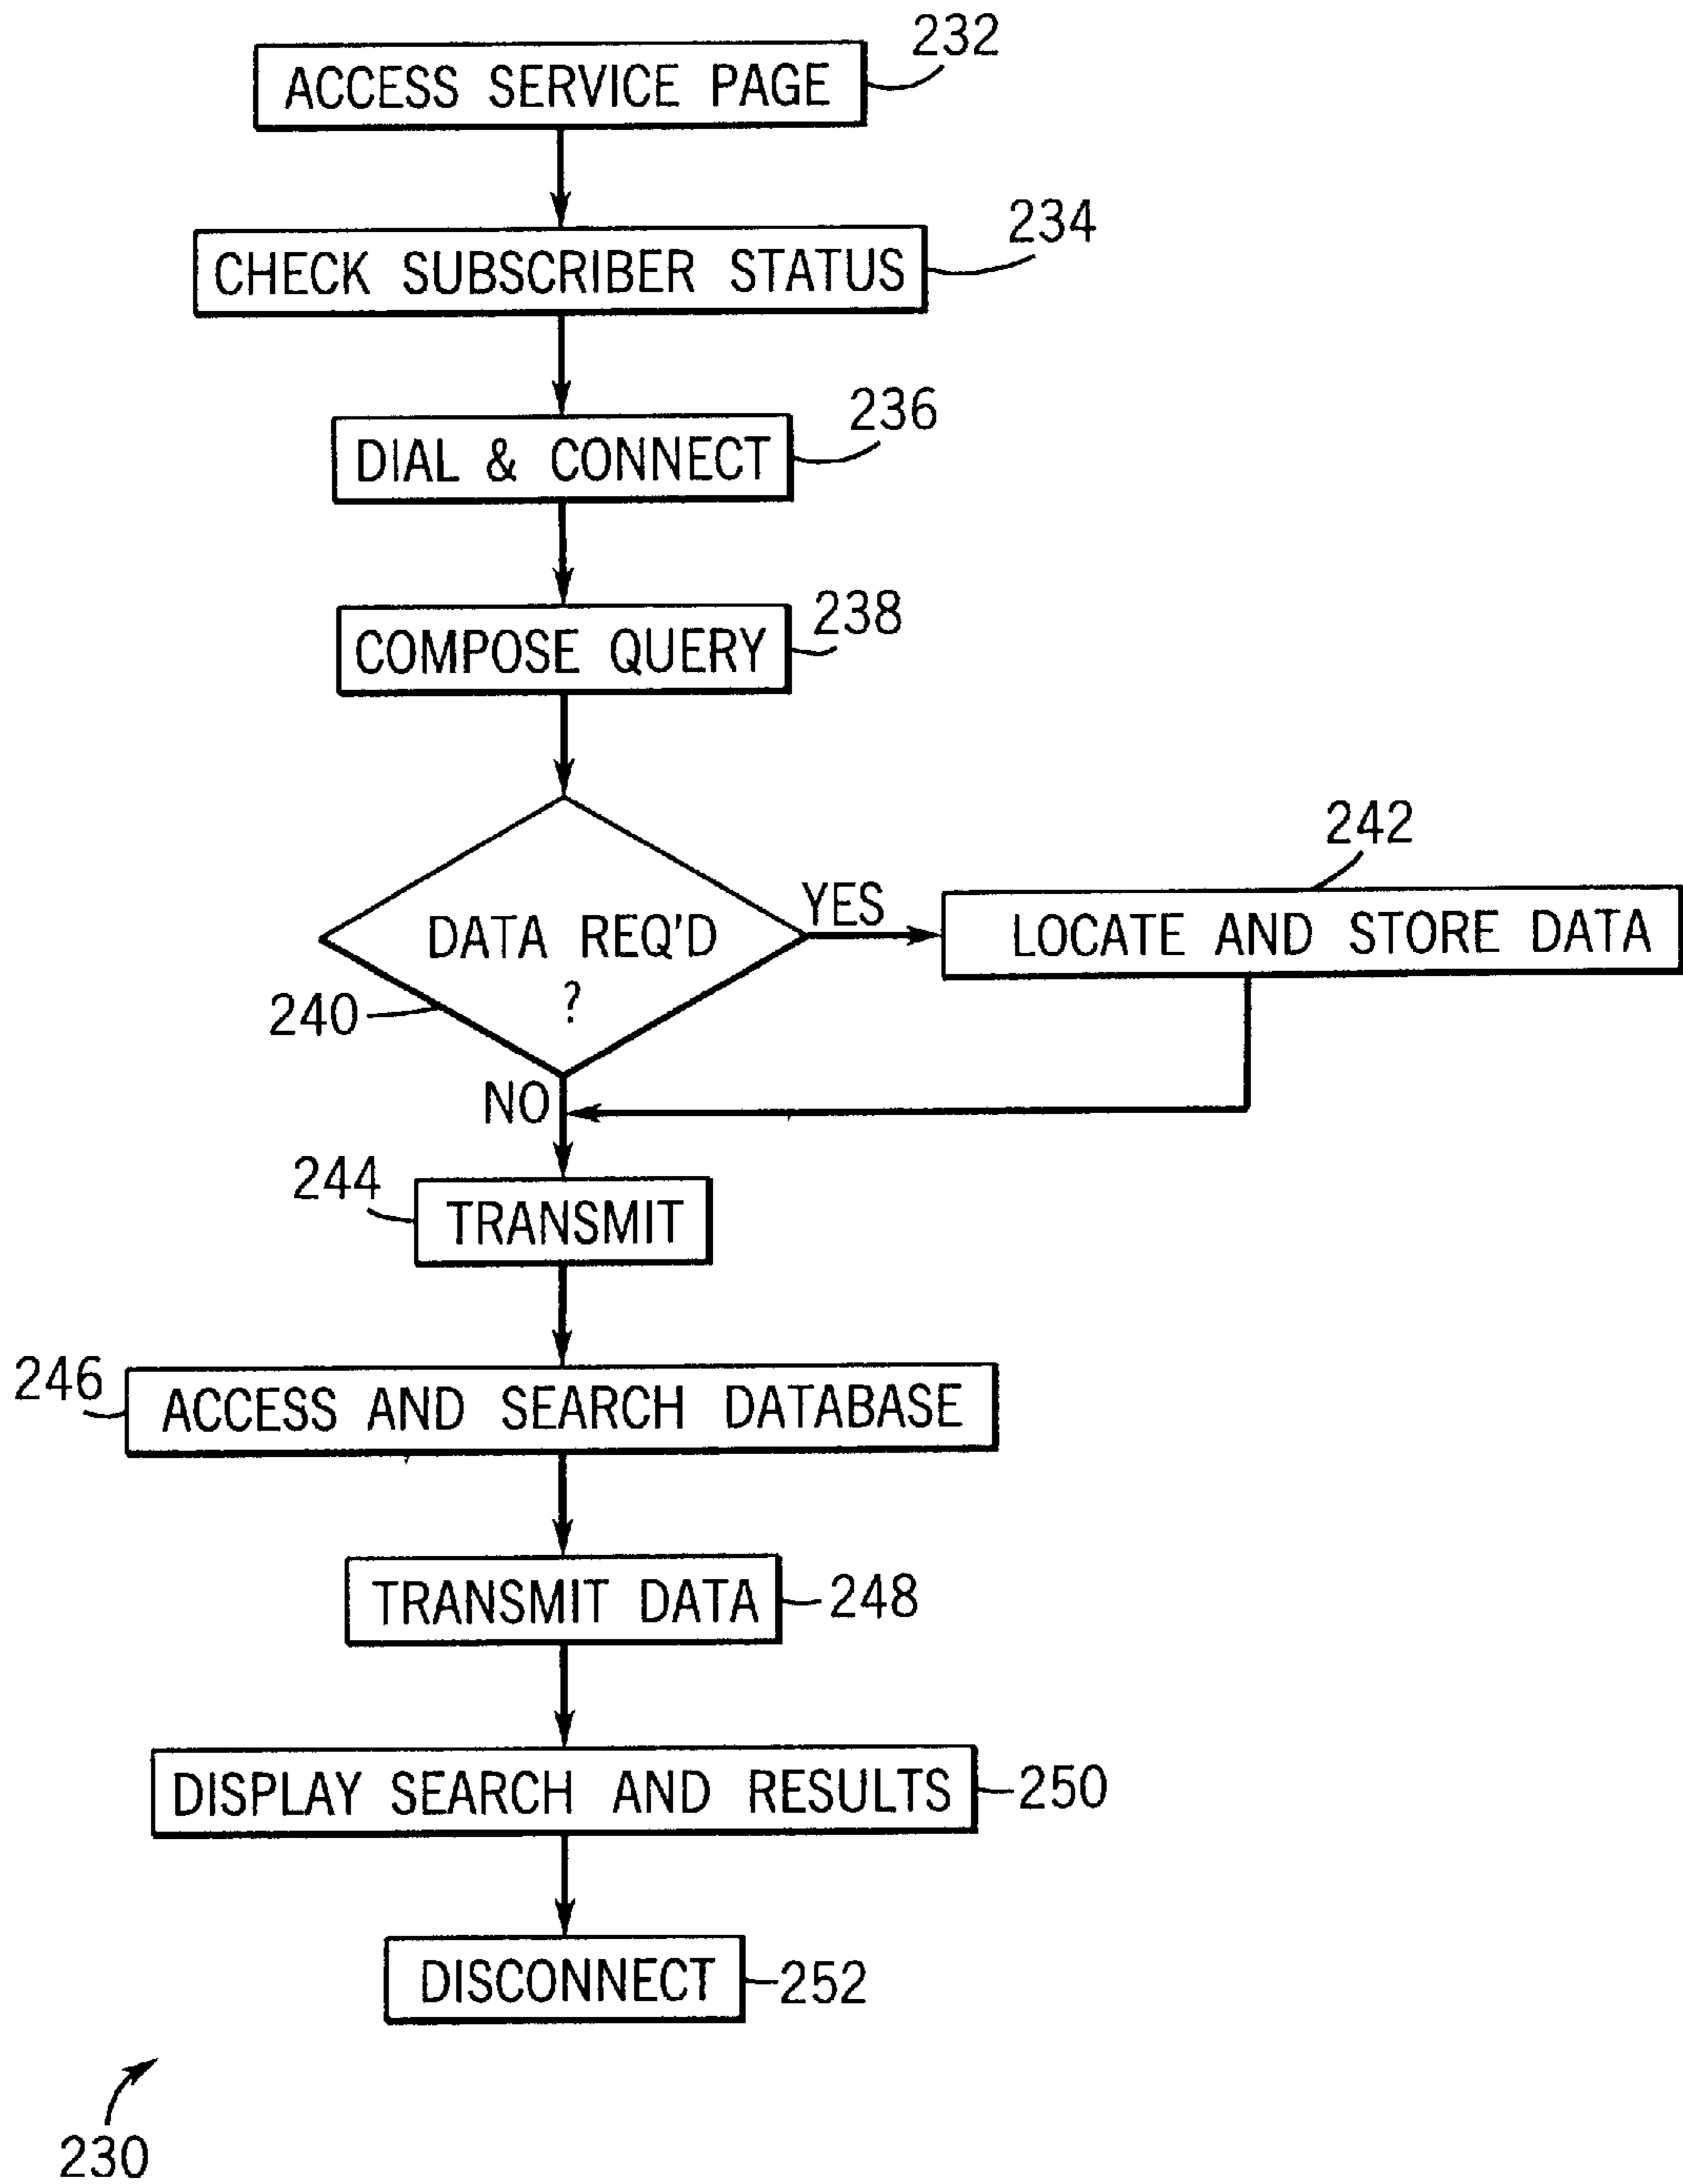 232
ACCESS SERVICE PAGE
234
CHECK SUBSCRIBER STATUS
236
DIAL & CONNECT
238
COMPOSE QUERY
242
YES
LOCATE AND STORE DATA
DATA REQ'D
?
240
NO
244
TRANSMIT
246
ACCESS AND SEARCH DATABASE
TRANSMIT DATA
248
DISPLAY SEARCH AND RESULTS
250
DISCONNECT
252
230